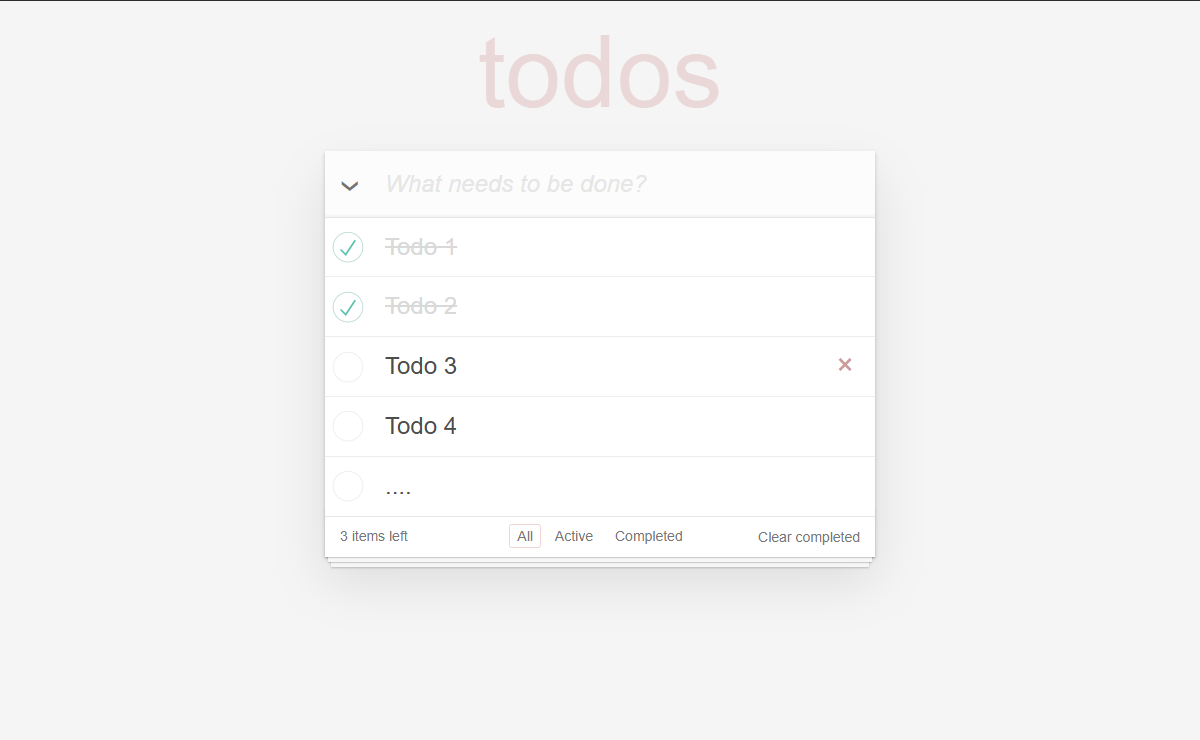 todos
What needs to be done?
Todo 1
Todo 2
Todo 3
Todo 4
....
3 items left All Active Completed Clear completed